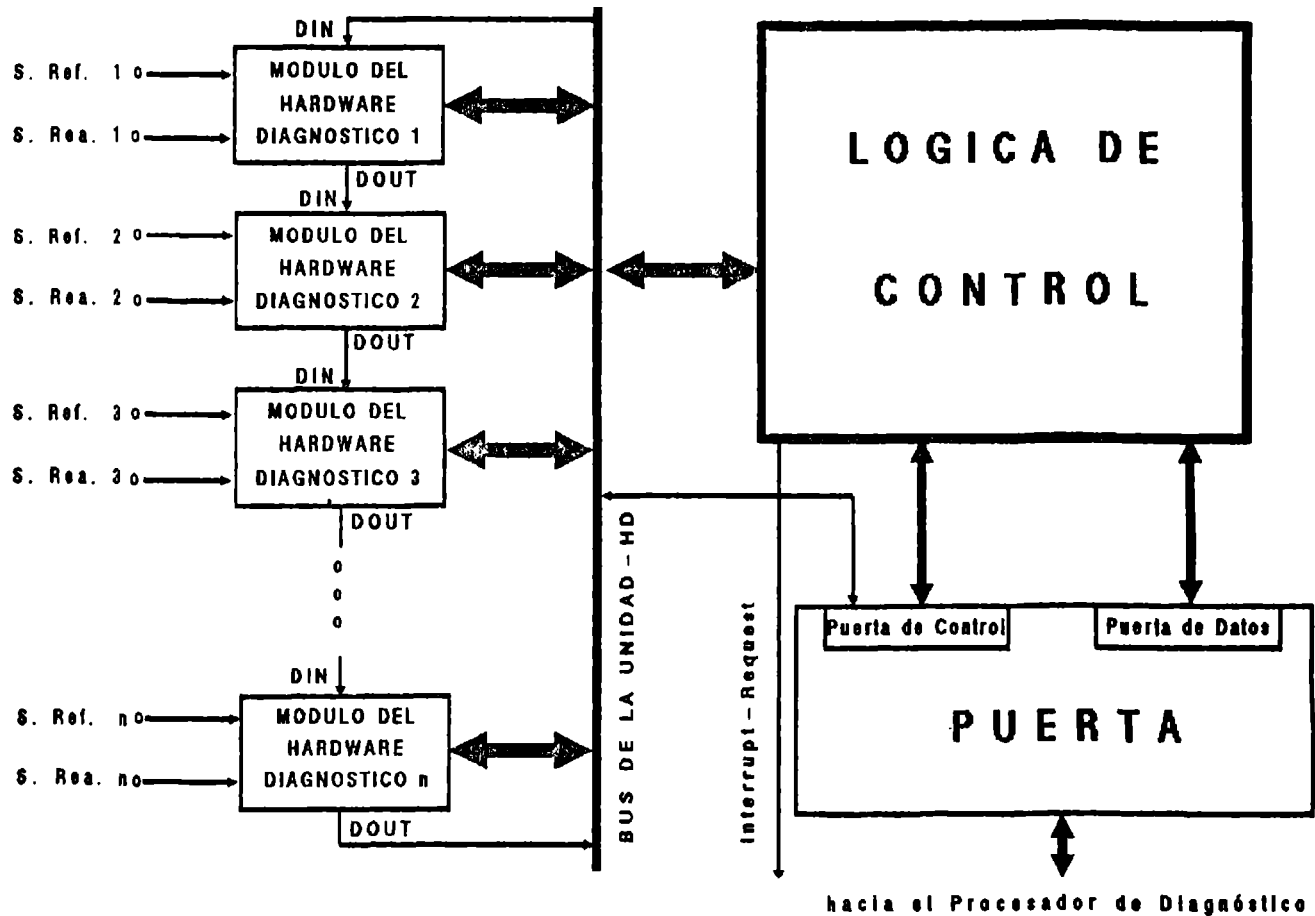 DIN
S. Ref. 1
S. Rea. 1
MODULO DEL
HARDWARE
DIAGNOSTICO 1
DOUT
DIN
S. Ref. 2
S. Rea. 2
MODULO DEL
HARDWARE
DIAGNOSTICO 2
DOUT
DIN
S. Ref. 3
S. Rea. 3
MODULO DEL
HARDWARE
DIAGNOSTICO 3
DOUT
DIN
S. Ref. n
S. Rea. n
MODULO DEL
HARDWARE
DIAGNOSTICO n
DOUT
BUS DE LA UNIDAD-HD
LOGICA DE
CONTROL
Interrupt-Request
Puerta de Control
Puerta de Datos
PUERTA
hacia el Procesador de Diagnóstico